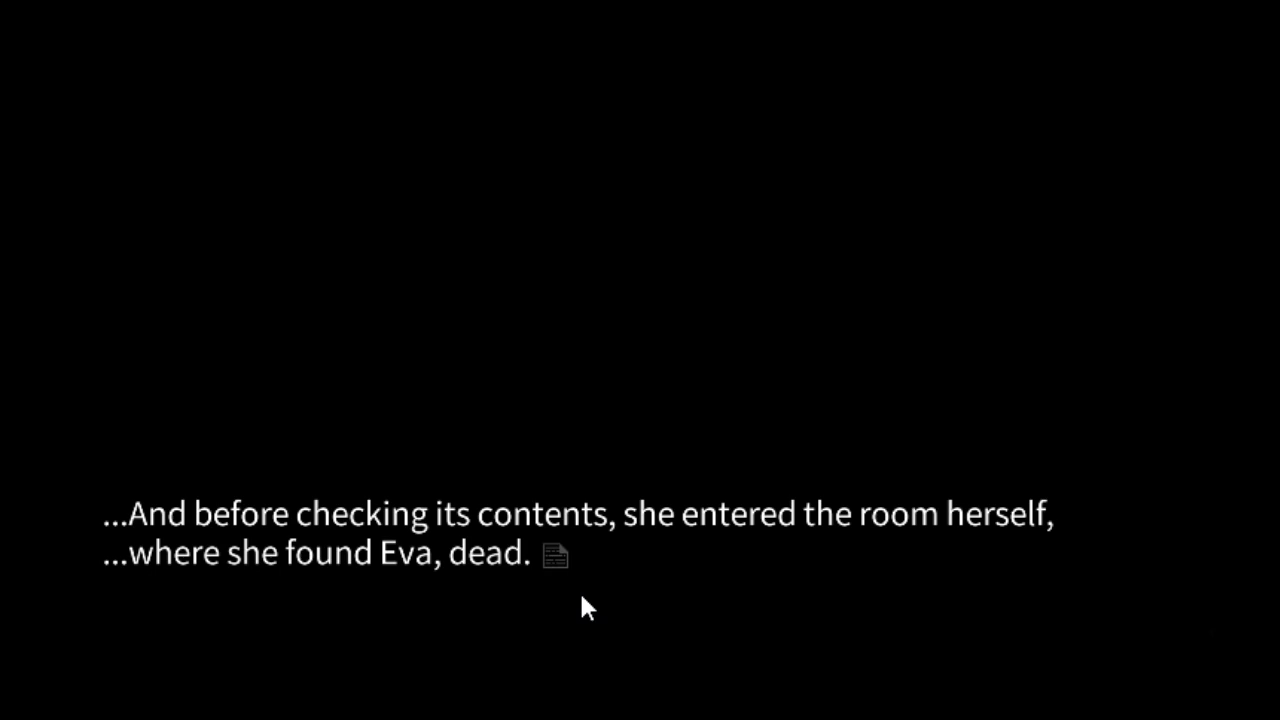 ...And before checking its contents, she entered the room herself,
...where she found Eva, dead.